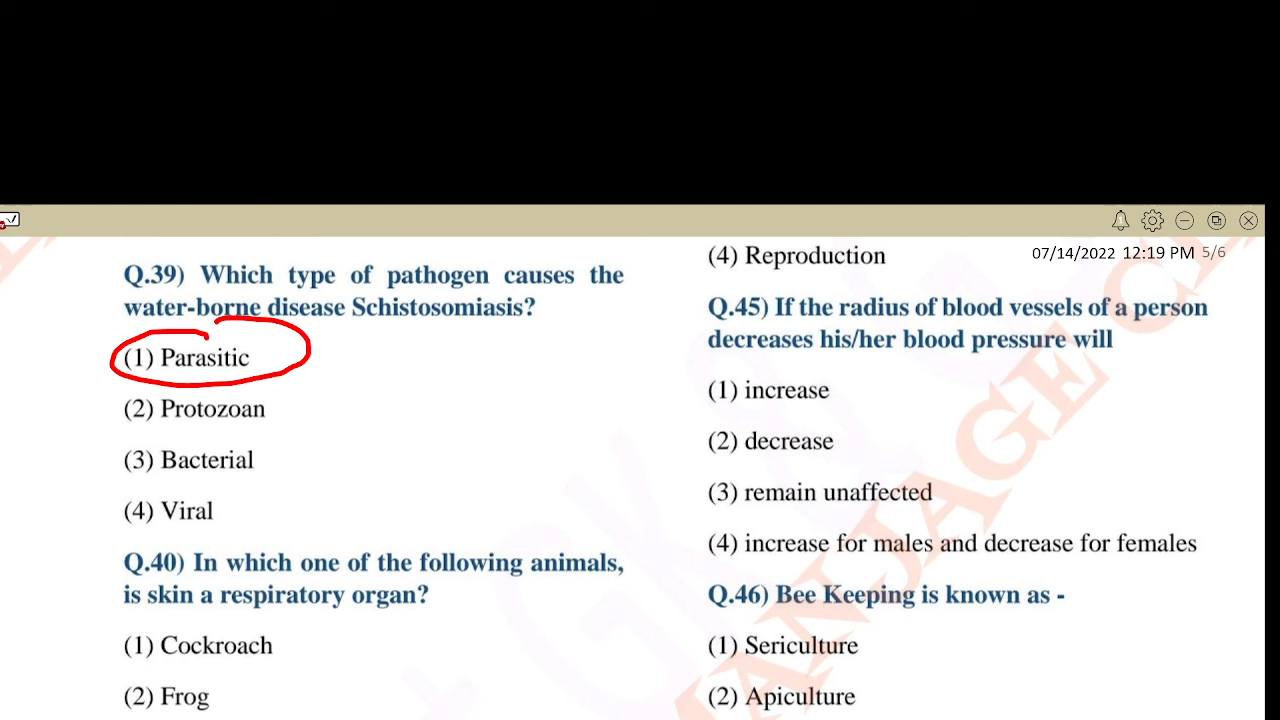 07/14/2022 12:19 PM 5/6
Q.39) Which type of pathogen causes the
water-borne disease Schistosomiasis?
(1) Parasitic
(2) Protozoan
(3) Bacterial
(4) Viral
Q.40) In which one of the following animals,
is skin a respiratory organ?
(1) Cockroach
(2) Frog
(4) Reproduction
Q.45) If the radius of blood vessels of a person
decreases his/her blood pressure will
(1) increase
(2) decrease
(3) remain unaffected
(4) increase for males and decrease for females
Q.46) Bee Keeping is known as -
(1) Sericulture
(2) Apiculture